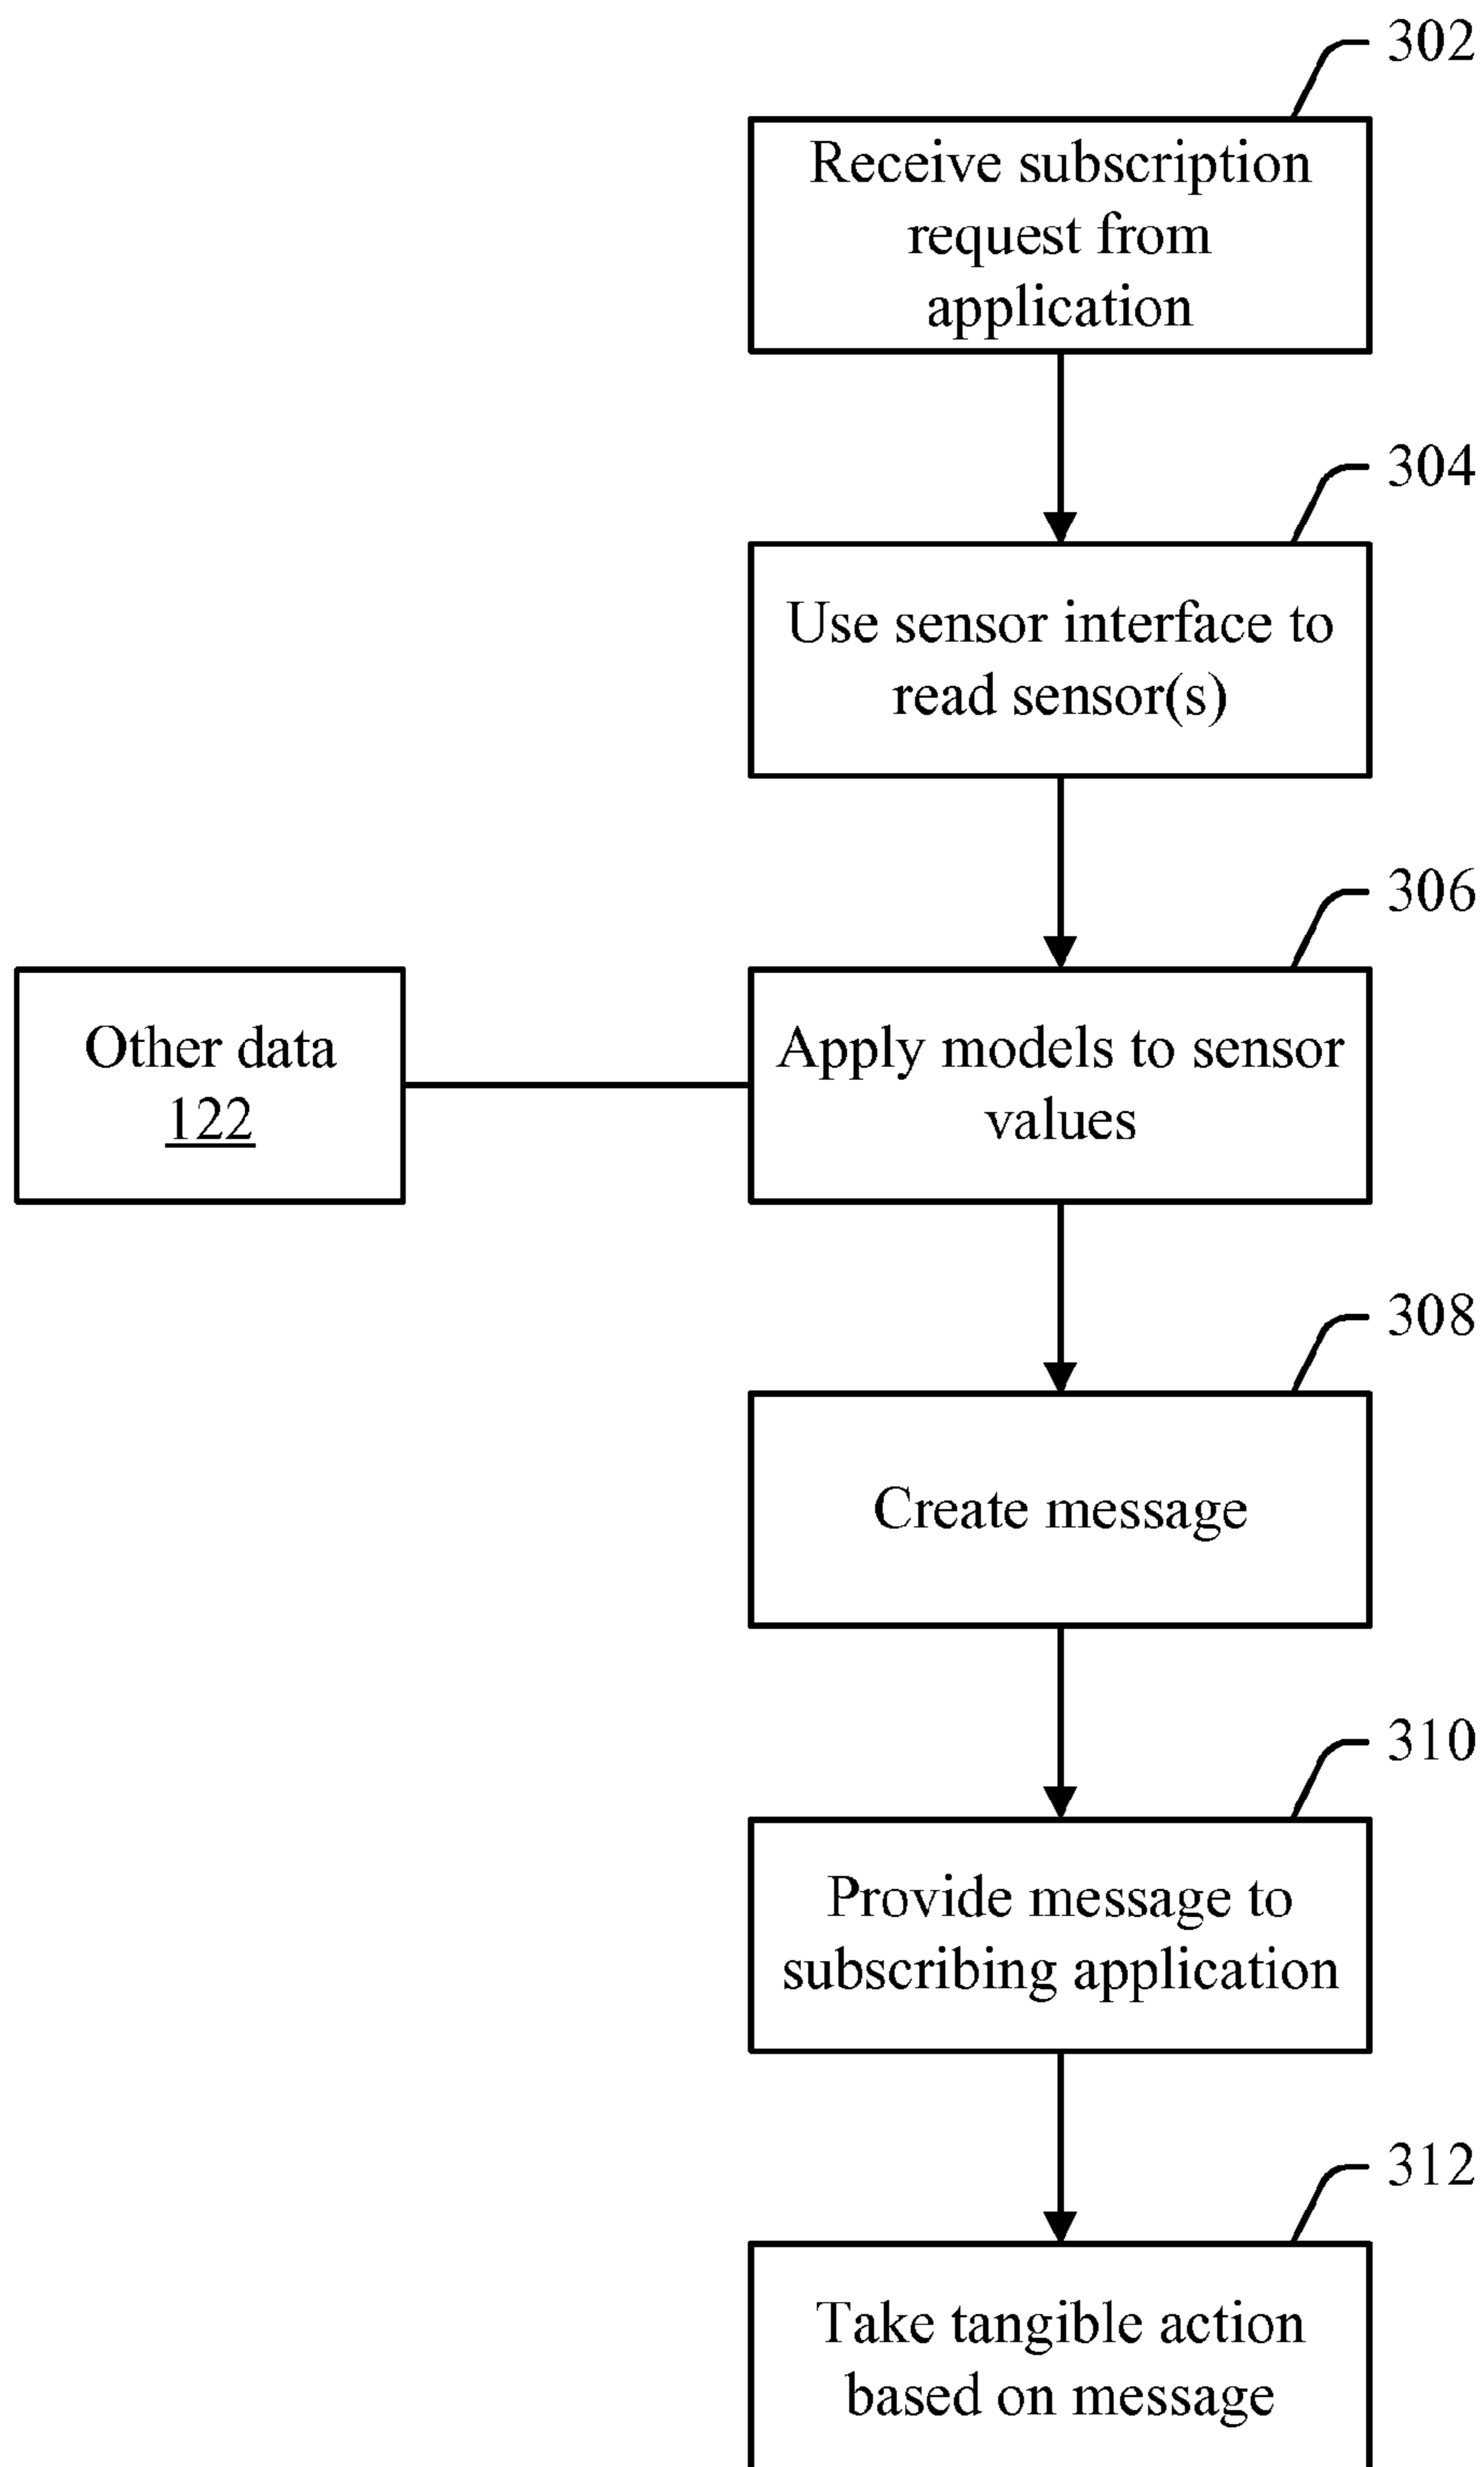 302
Receive subscription
request from
application
304
Use sensor interface to
read sensor(s)
306
Other data
122
Apply models to sensor
values
308
Create message
310
Provide message to
subscribing application
312
Take tangible action
based on message